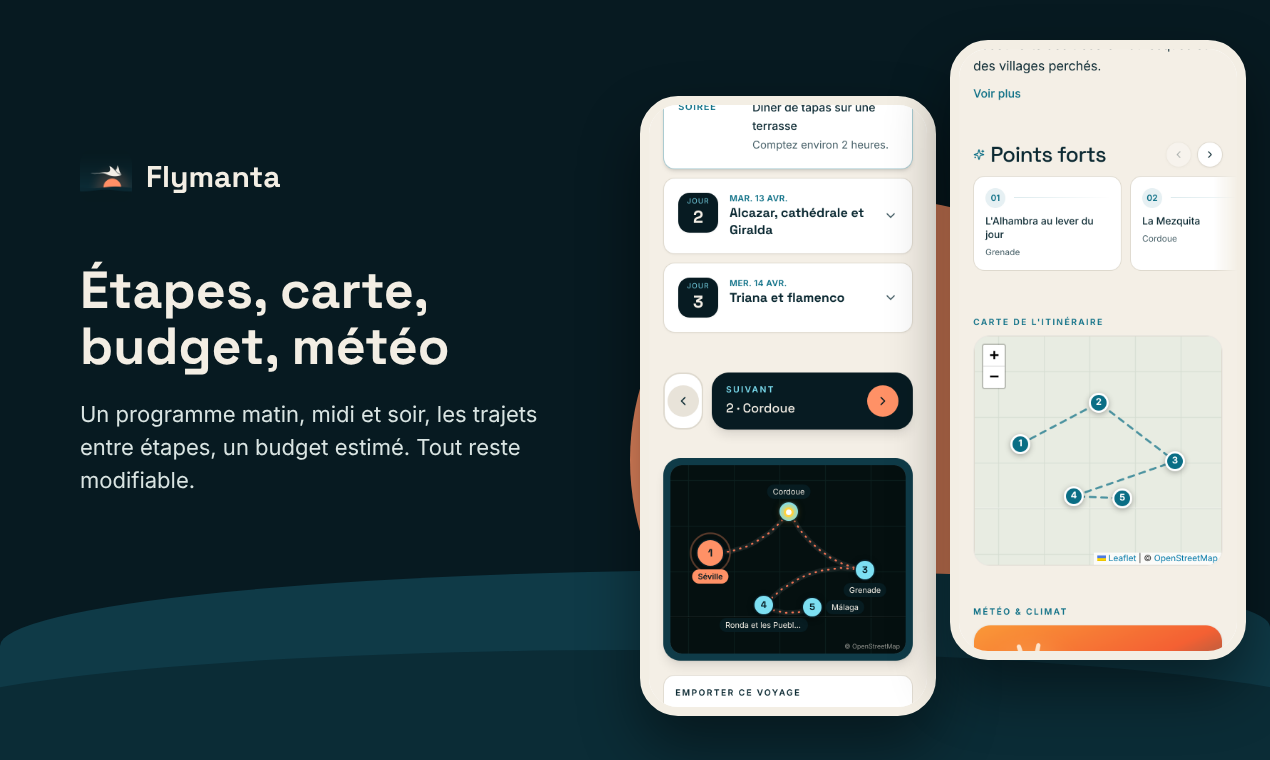 Flymanta
Étapes, carte,
budget, météo
Un programme matin, midi et soir, les trajets
entre étapes, un budget estimé. Tout reste
modifiable.
SOIRÉE
Dîner de tapas sur une
terrasse
Comptez environ 2 heures.
JOUR
2
MAR. 13 AVR.
Alcazar, cathédrale et
Giralda
JOUR
3
MER. 14 AVR.
Triana et flamenco
SUIVANT
2 · Cordoue
Cordoue
1
Séville
3
Grenade
4
5
Málaga
Ronda et les Puebl...
© OpenStreetMap
EMPORTER CE VOYAGE
des villages perchés.
Voir plus
Points forts
01
L'Alhambra au lever du
jour
Grenade
02
La Mezquita
Cordoue
CARTE DE L'ITINÉRAIRE
+
−
1
2
3
4
5
Leaflet | © OpenStreetMap
MÉTÉO & CLIMAT